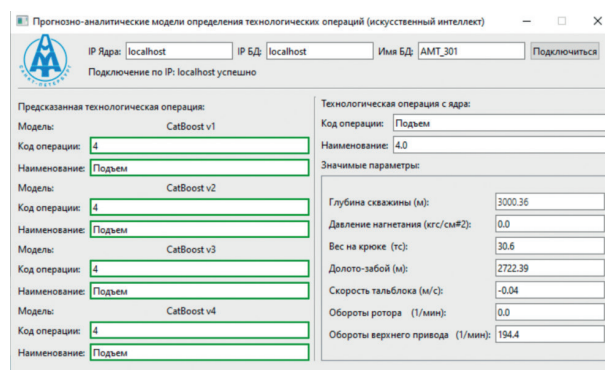 Прогнозно-аналитические модели определения технологических операций (искусственный интеллект)
IP Ядра: localhost IP БД: localhost Имя БД: АМТ_301 Подключиться
Подключение по IP: localhost успешно
Предсказанная технологическая операция:
Модель: CatBoost v1
Код операции: 4
Наименование: Подъем
Модель: CatBoost v2
Код операции: 4
Наименование: Подъем
Модель: CatBoost v3
Код операции: 4
Наименование: Подъем
Модель: CatBoost v4
Код операции: 4
Наименование: Подъем
Технологическая операция с ядра:
Код операции: Подъем
Наименование: 4.0
Значимые параметры:
Глубина скважины (м): 3000.36
Давление нагнетания (кгс/см#2): 0.0
Вес на крюке (тс): 30.6
Долото-забой (м): 2722.39
Скорость тальблока (м/с): -0.04
Обороты ротора (1/мин): 0.0
Обороты верхнего привода (1/мин): 194.4